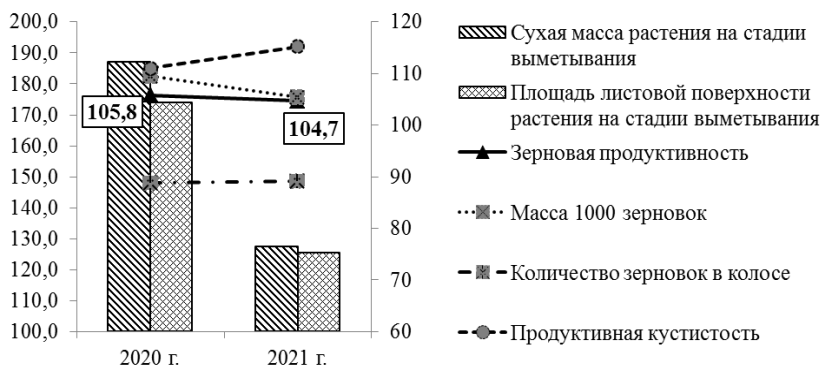 200,0
190,0
180,0
170,0
160,0
150,0
140,0
130,0
120,0
110,0
100,0
120
110
100
90
80
70
60
105,8
104,7
2020 г.
2021 г.
Сухая масса растения на стадии
выметывания
Площадь листовой поверхности
растения на стадии выметывания
Зерновая продуктивность
Масса 1000 зерновок
Количество зерновок в колосе
Продуктивная кустистость